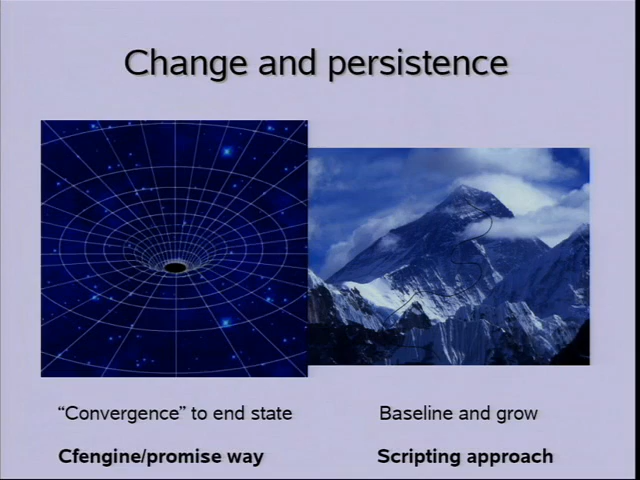 Change and persistence
“Convergence” to end state
Baseline and grow
Cfengine/promise way
Scripting approach